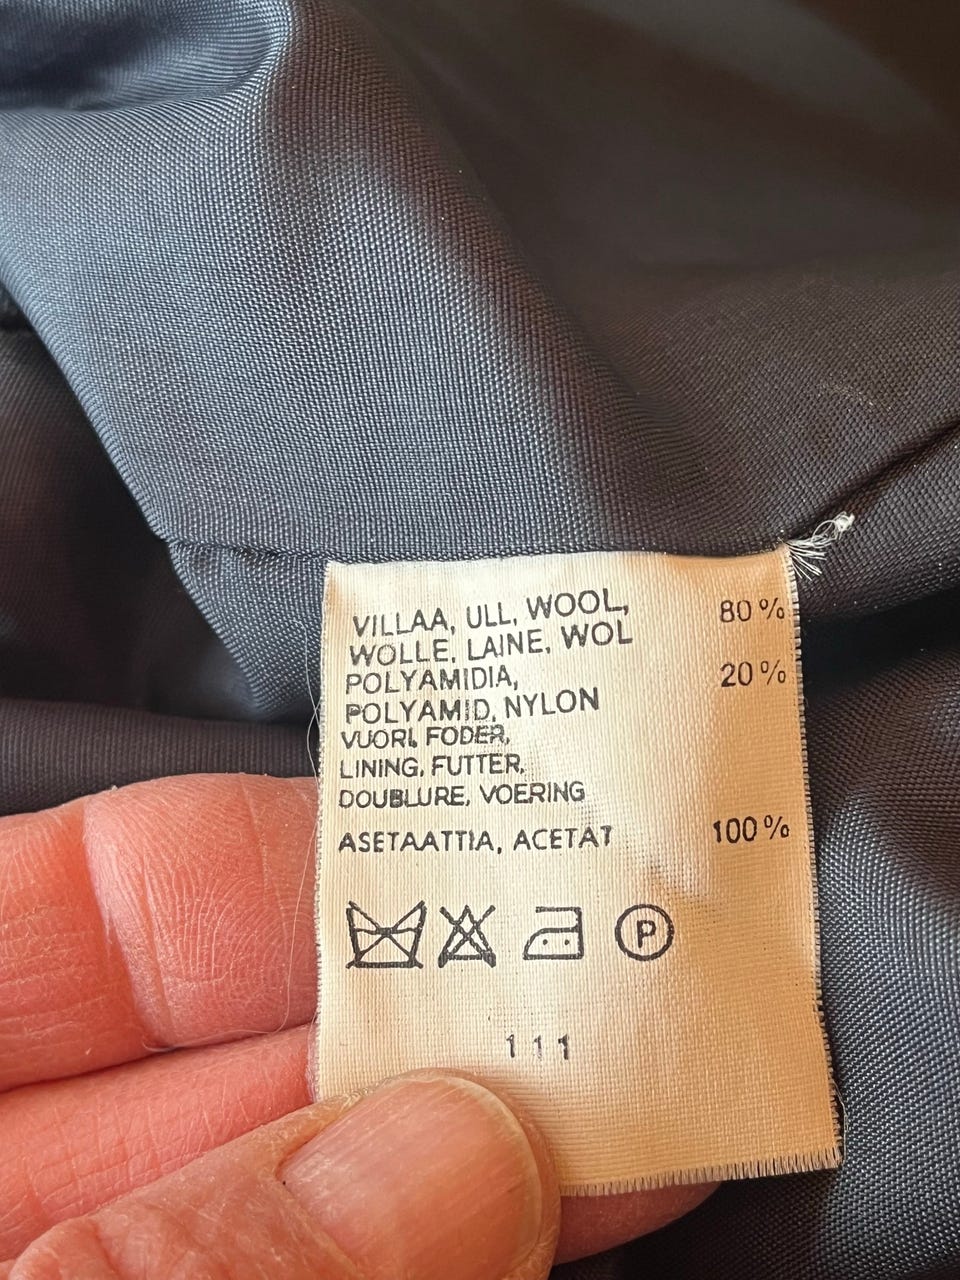 VILLAA, ULL, WOOL, 80%
WOLLE, LAINE, WOL
POLYAMIDIA, 20%
POLYAMID, NYLON
VUORI, FODER,
LINING, FUTTER,
DOUBLURE, VOERING
ASETAATTIA, ACETAT 100%
P
111